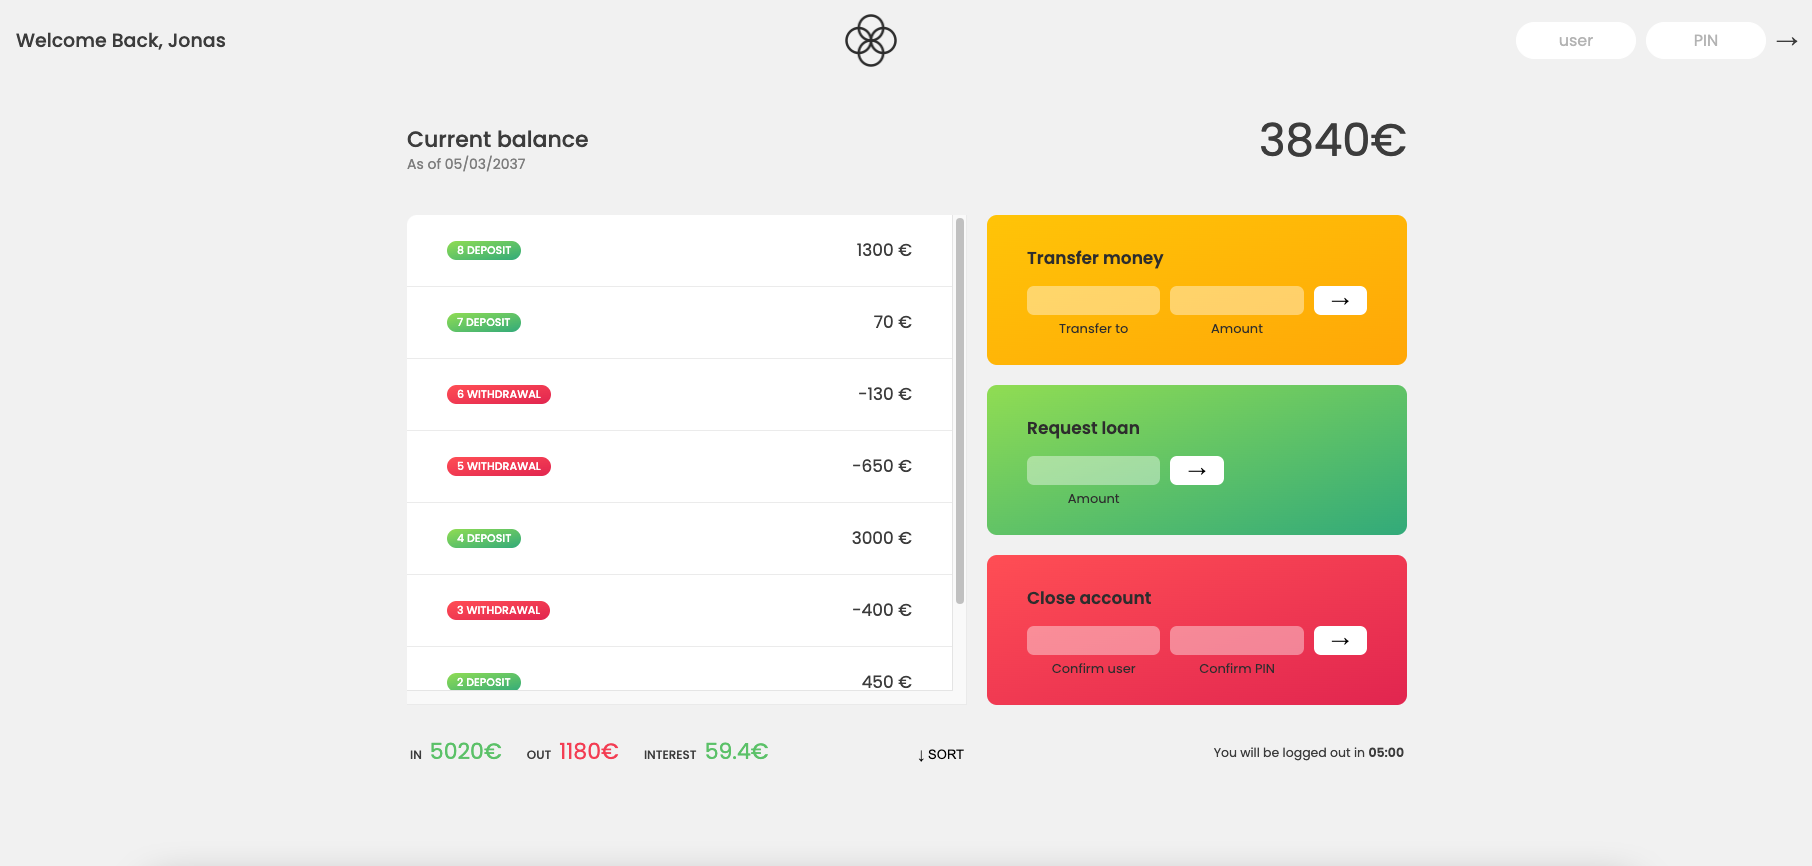 Welcome Back, Jonas
user
PIN
→
Current balance
As of 05/03/2037
3840€
8 DEPOSIT 1300 €
7 DEPOSIT 70 €
6 WITHDRAWAL -130 €
5 WITHDRAWAL -650 €
4 DEPOSIT 3000 €
3 WITHDRAWAL -400 €
2 DEPOSIT 450 €
Transfer money
→
Transfer to Amount
Request loan
→
Amount
Close account
→
Confirm user Confirm PIN
IN 5020€ OUT 1180€ INTEREST 59.4€ ↓ SORT
You will be logged out in 05:00